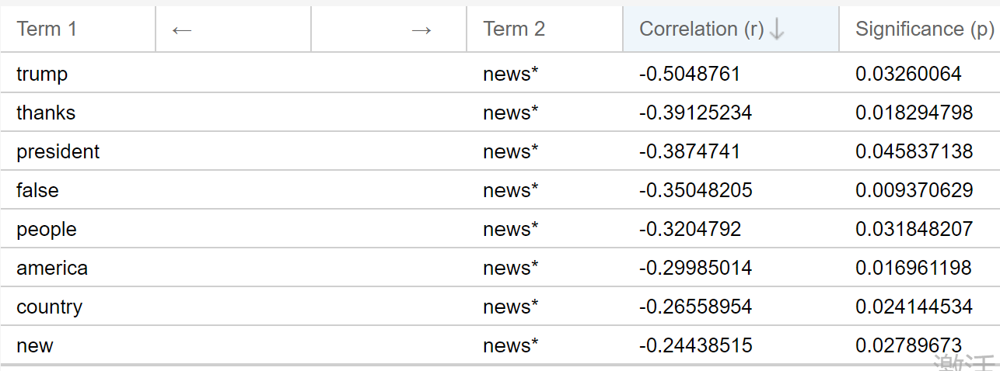 Term 1 ← → Term 2 Correlation (r) ↓ Significance (p)
trump news* -0.5048761 0.03260064
thanks news* -0.39125234 0.018294798
president news* -0.3874741 0.045837138
false news* -0.35048205 0.009370629
people news* -0.3204792 0.031848207
america news* -0.29985014 0.016961198
country news* -0.26558954 0.024144534
new news* -0.24438515 0.02789673
激活